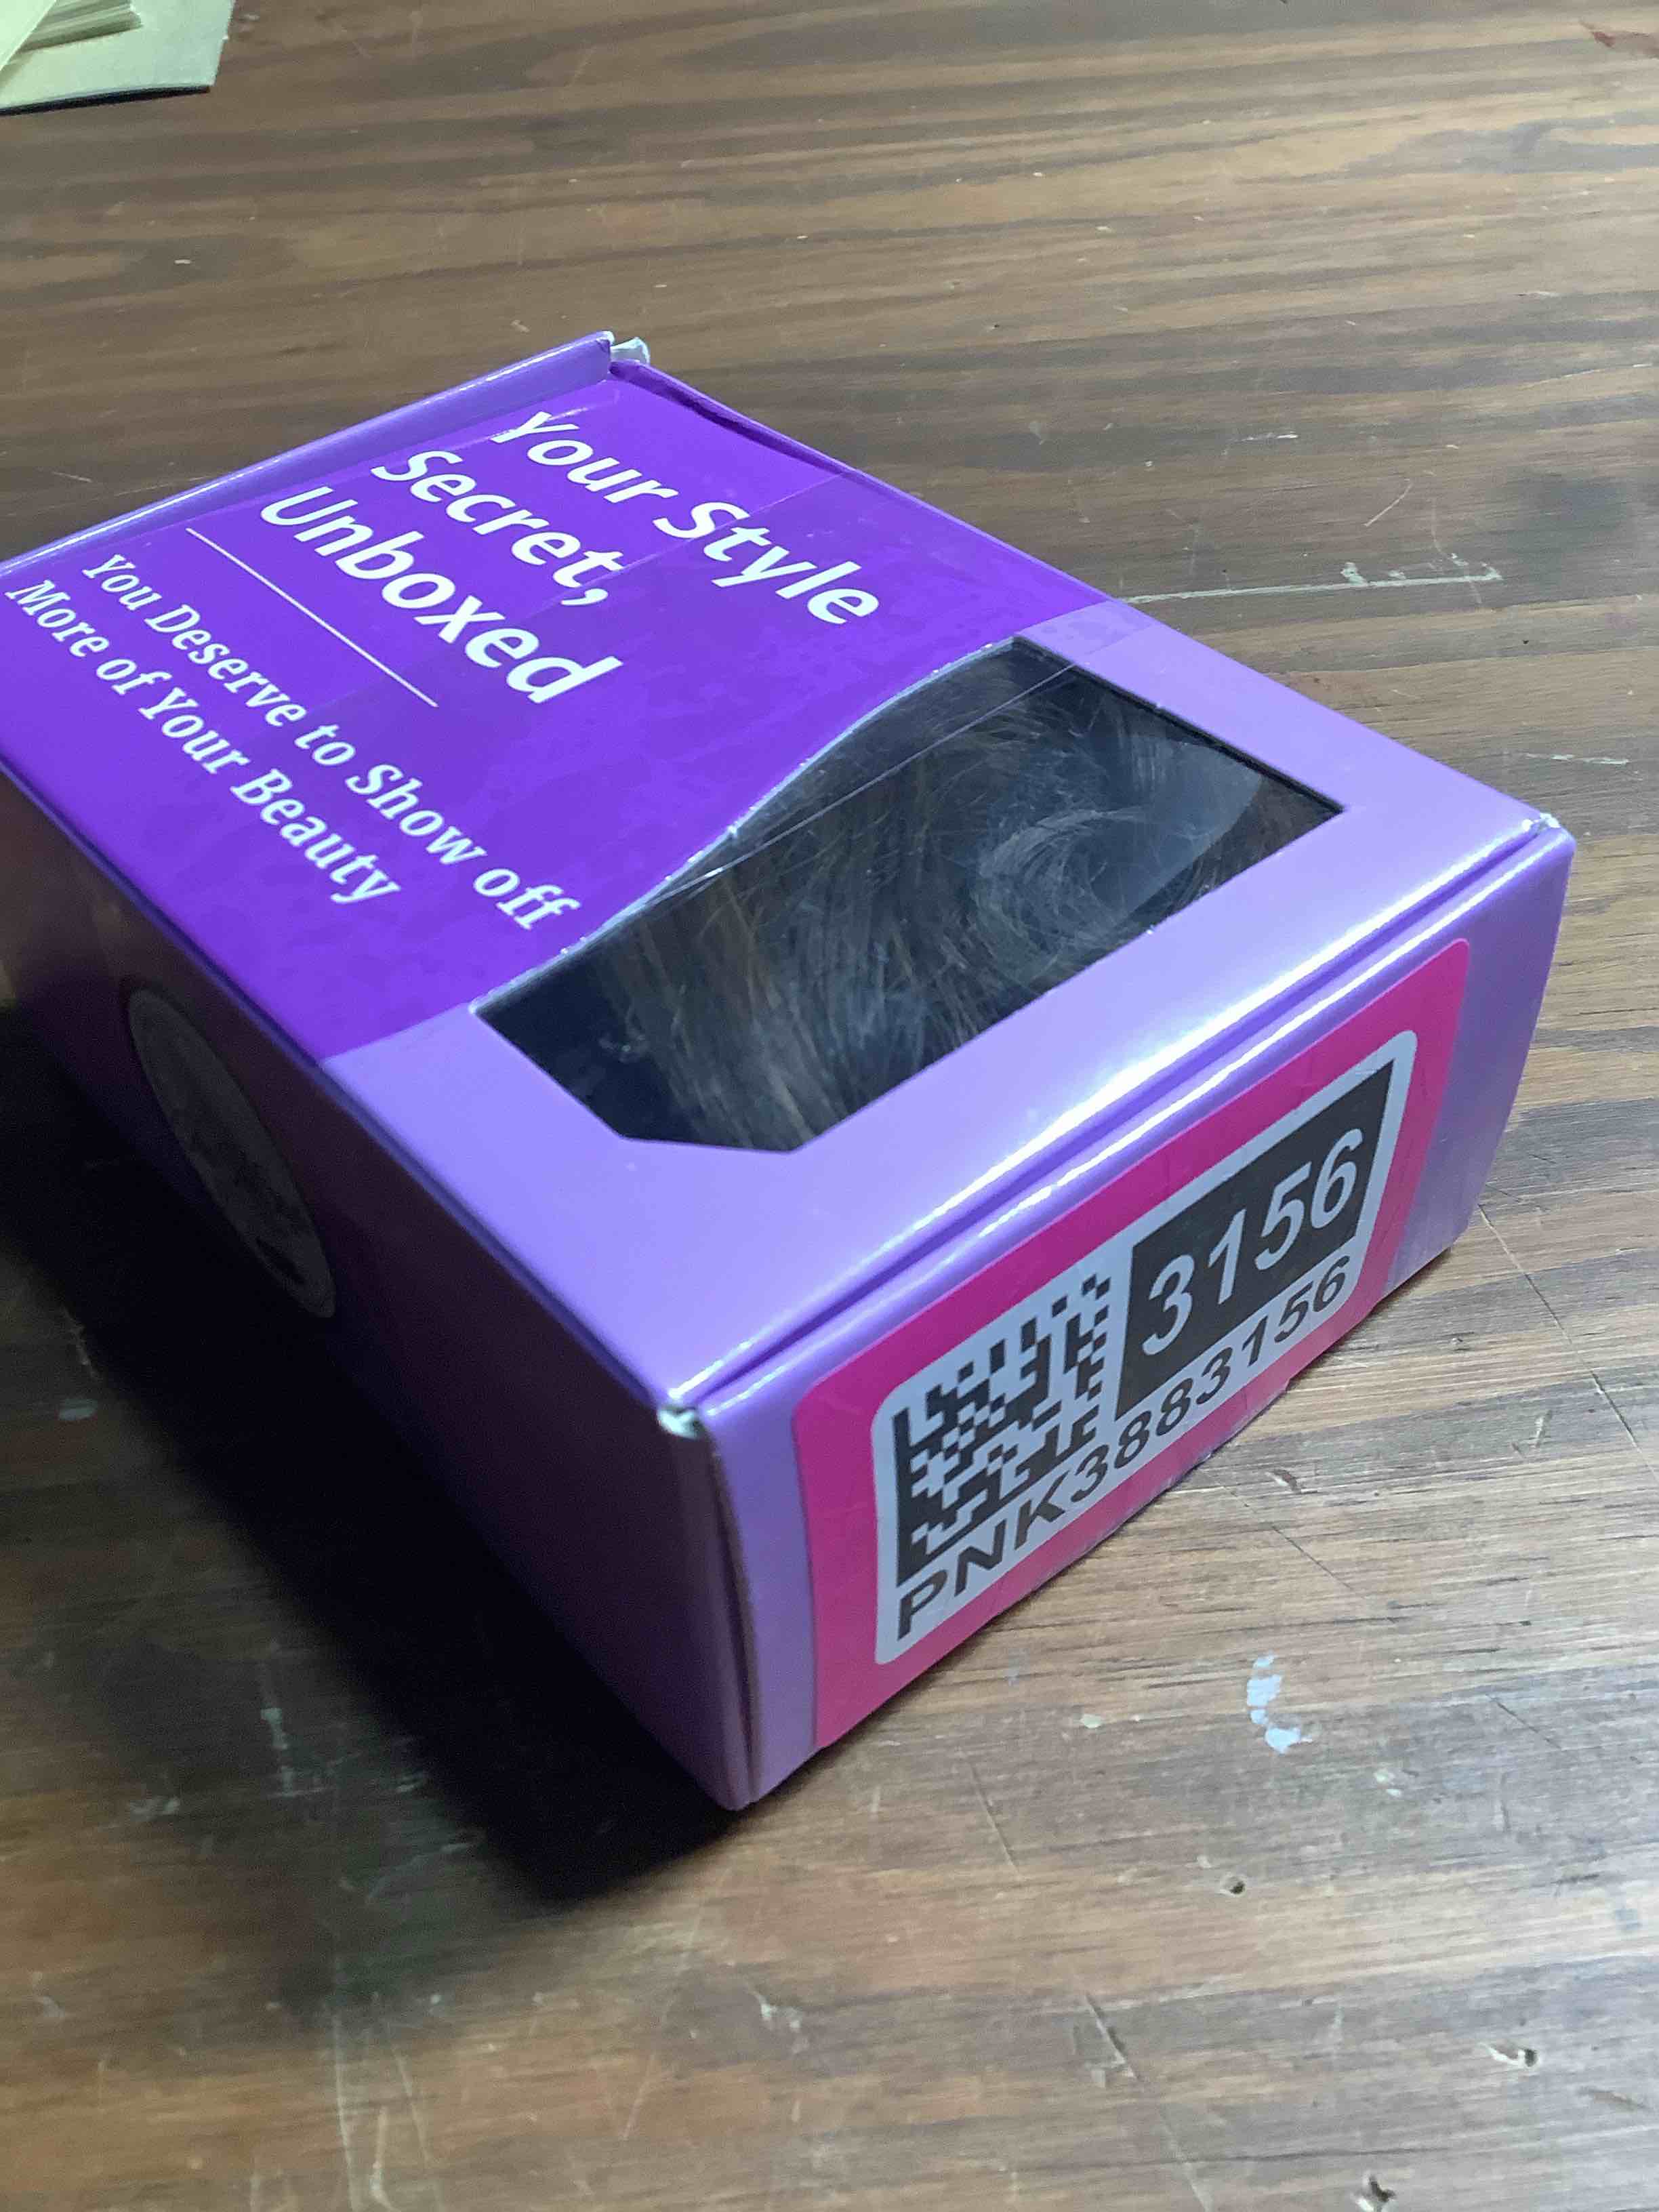 Your Style
Secret,
Unboxed
You Deserve to Show off
More of Your Beauty
3156
PNK3883156